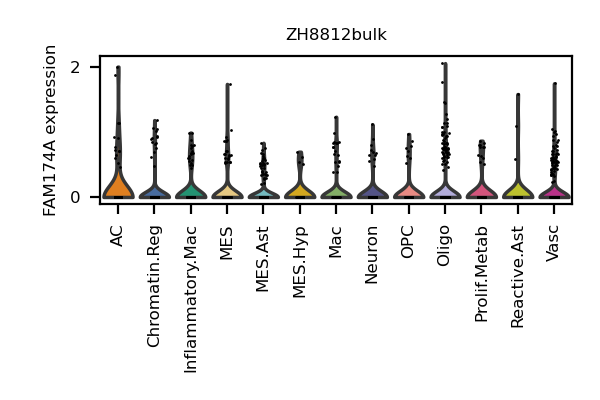 ZH8812bulk
FAM174A expression
2
0
AC
Chromatin.Reg
Inflammatory.Mac
MES
MES.Ast
MES.Hyp
Mac
Neuron
OPC
Oligo
Prolif.Metab
Reactive.Ast
Vasc